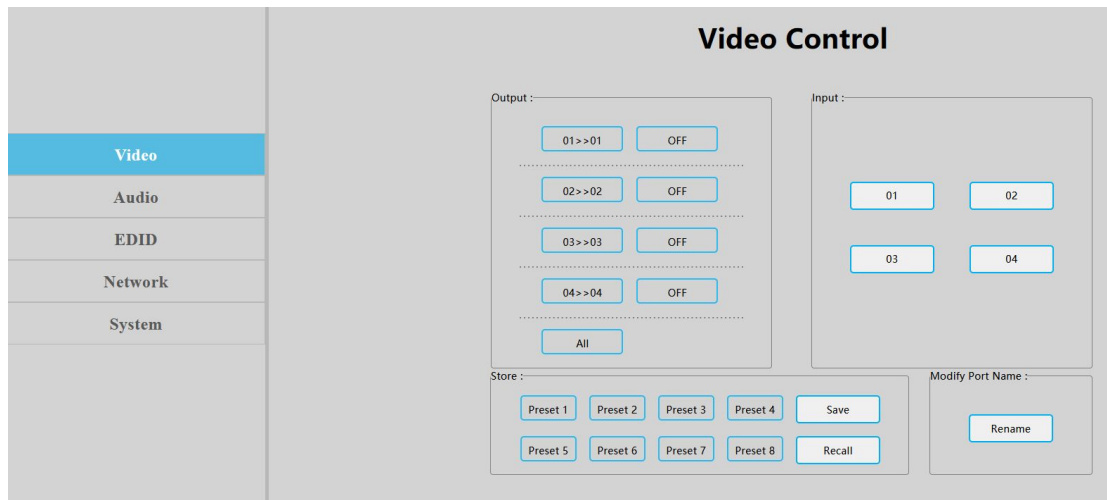 Video Control
Video
Audio
EDID
Network
System
Output :
01>>01 OFF
02>>02 OFF
03>>03 OFF
04>>04 OFF
All
Input :
01 02
03 04
Store :
Preset 1 Preset 2 Preset 3 Preset 4 Save
Preset 5 Preset 6 Preset 7 Preset 8 Recall
Modify Port Name :
Rename